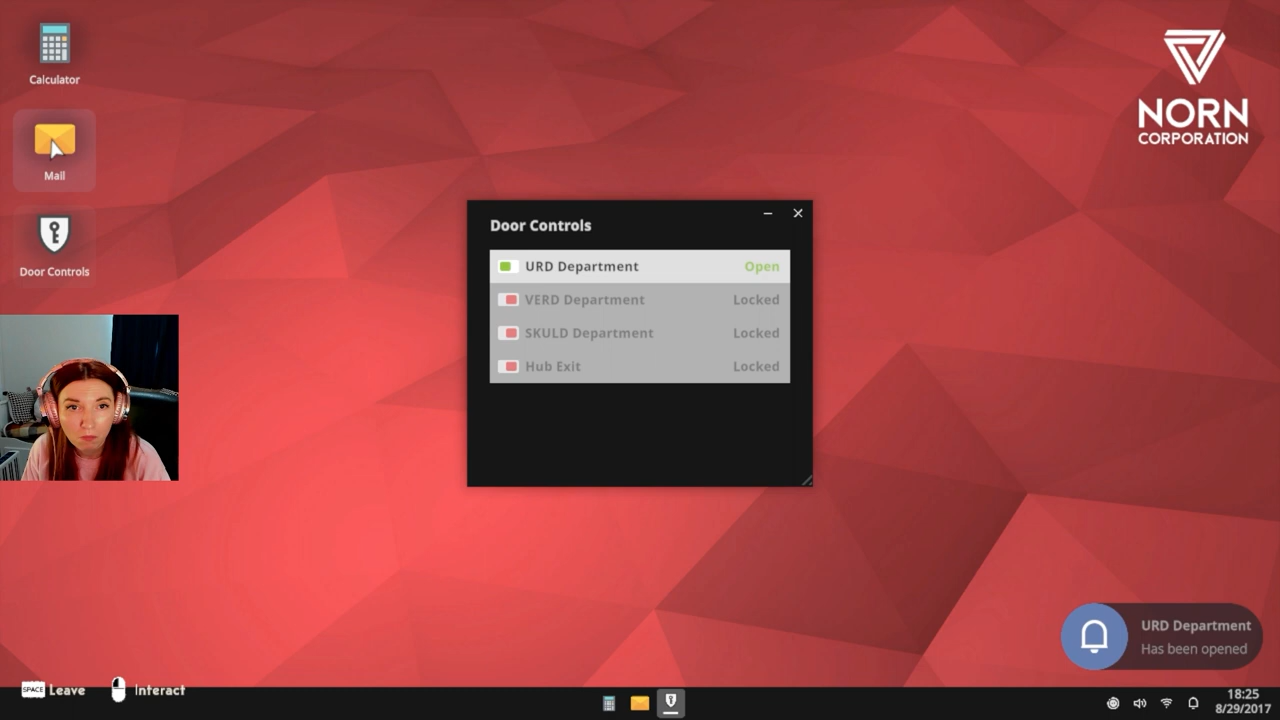 Calculator
Mail
Door Controls
NORN
CORPORATION
Door Controls
URD Department Open
VERD Department Locked
SKULD Department Locked
Hub Exit Locked
URD Department
Has been opened
SPACE Leave Interact
18:25
8/29/2017